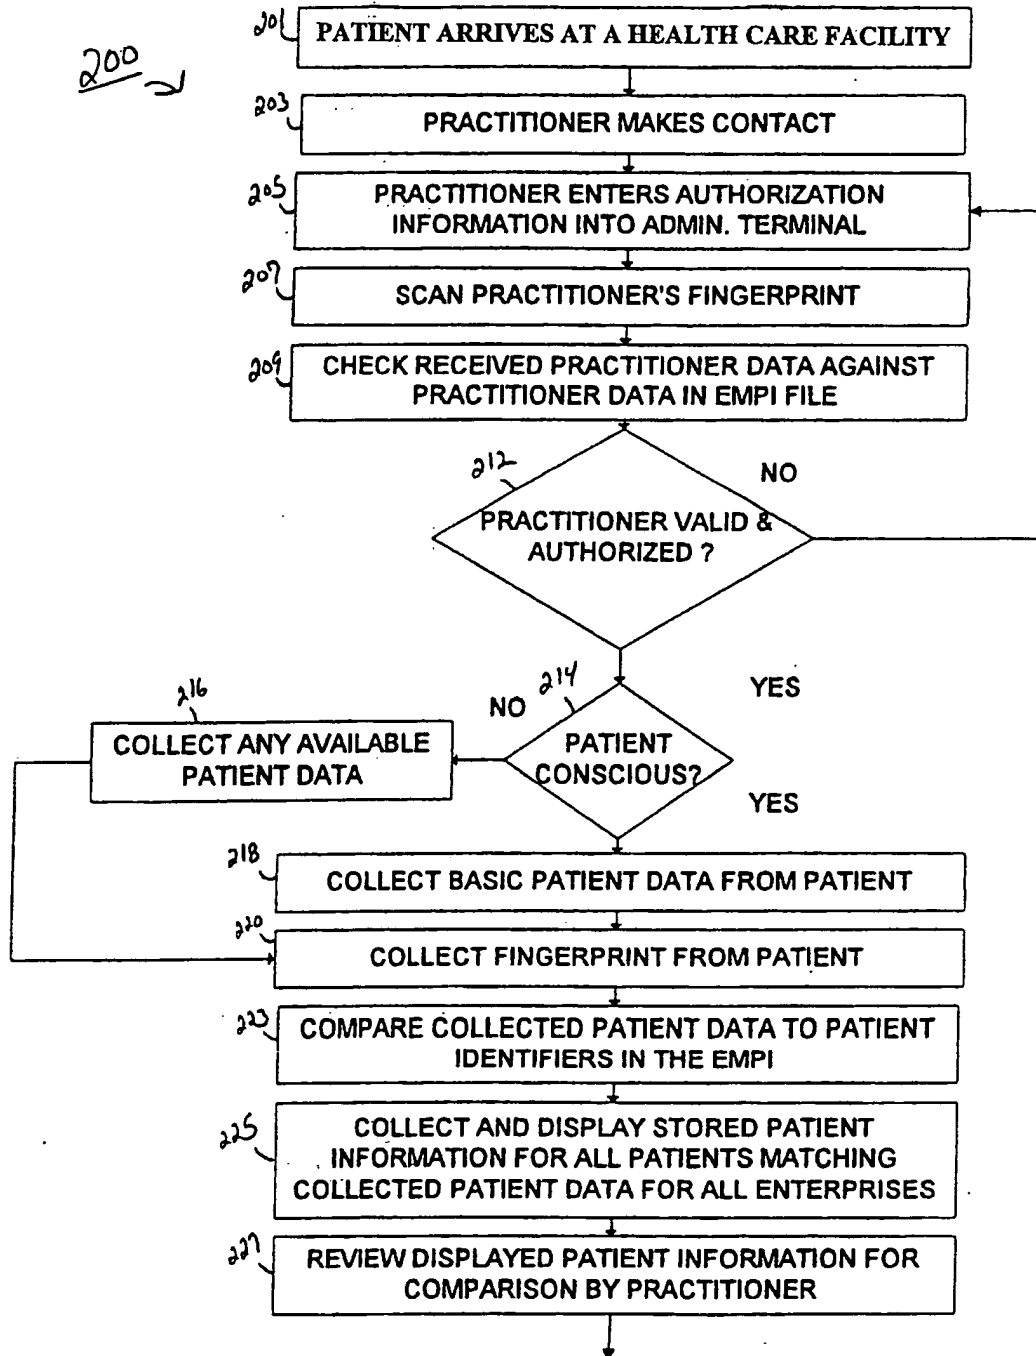 200
201
PATIENT ARRIVES AT A HEALTH CARE FACILITY
203
PRACTITIONER MAKES CONTACT
205
PRACTITIONER ENTERS AUTHORIZATION
INFORMATION INTO ADMIN. TERMINAL
207
SCAN PRACTITIONER'S FINGERPRINT
209
CHECK RECEIVED PRACTITIONER DATA AGAINST
PRACTITIONER DATA IN EMPI FILE
212
NO
PRACTITIONER VALID &
AUTHORIZED ?
YES
214
NO
216
PATIENT
CONSCIOUS?
COLLECT ANY AVAILABLE
PATIENT DATA
YES
218
COLLECT BASIC PATIENT DATA FROM PATIENT
220
COLLECT FINGERPRINT FROM PATIENT
223
COMPARE COLLECTED PATIENT DATA TO PATIENT
IDENTIFIERS IN THE EMPI
225
COLLECT AND DISPLAY STORED PATIENT
INFORMATION FOR ALL PATIENTS MATCHING
COLLECTED PATIENT DATA FOR ALL ENTERPRISES
227
REVIEW DISPLAYED PATIENT INFORMATION FOR
COMPARISON BY PRACTITIONER